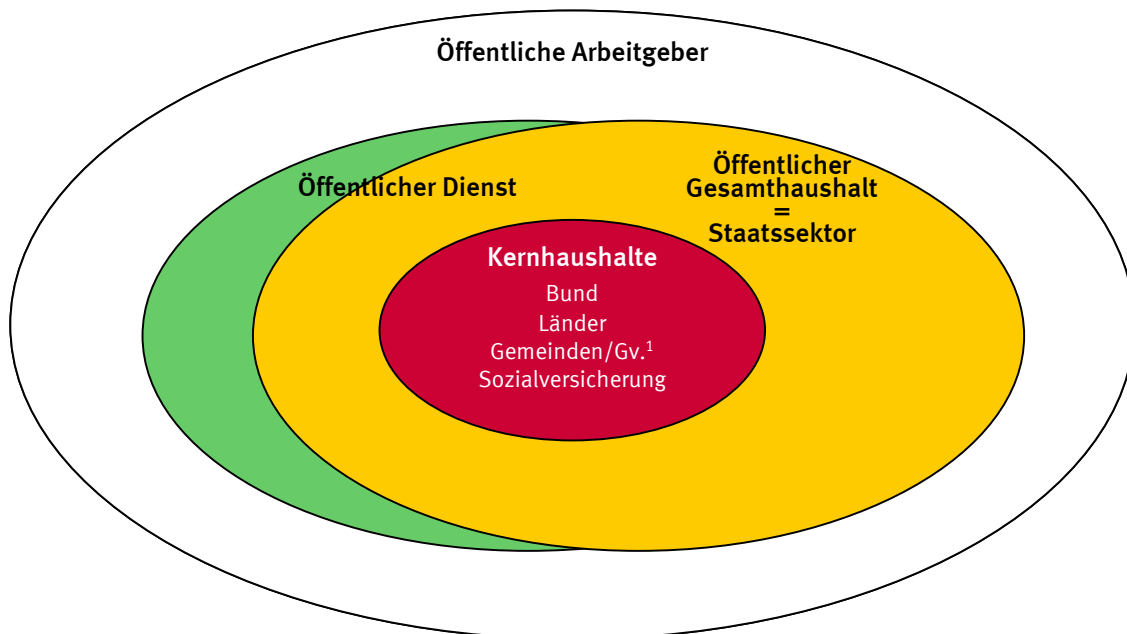 Öffentliche Arbeitgeber
Öffentlicher Dienst
Öffentlicher
Gesamthaushalt
=
Staatssektor
Kernhaushalte
Bund
Länder
Gemeinden/Gv.¹
Sozialversicherung